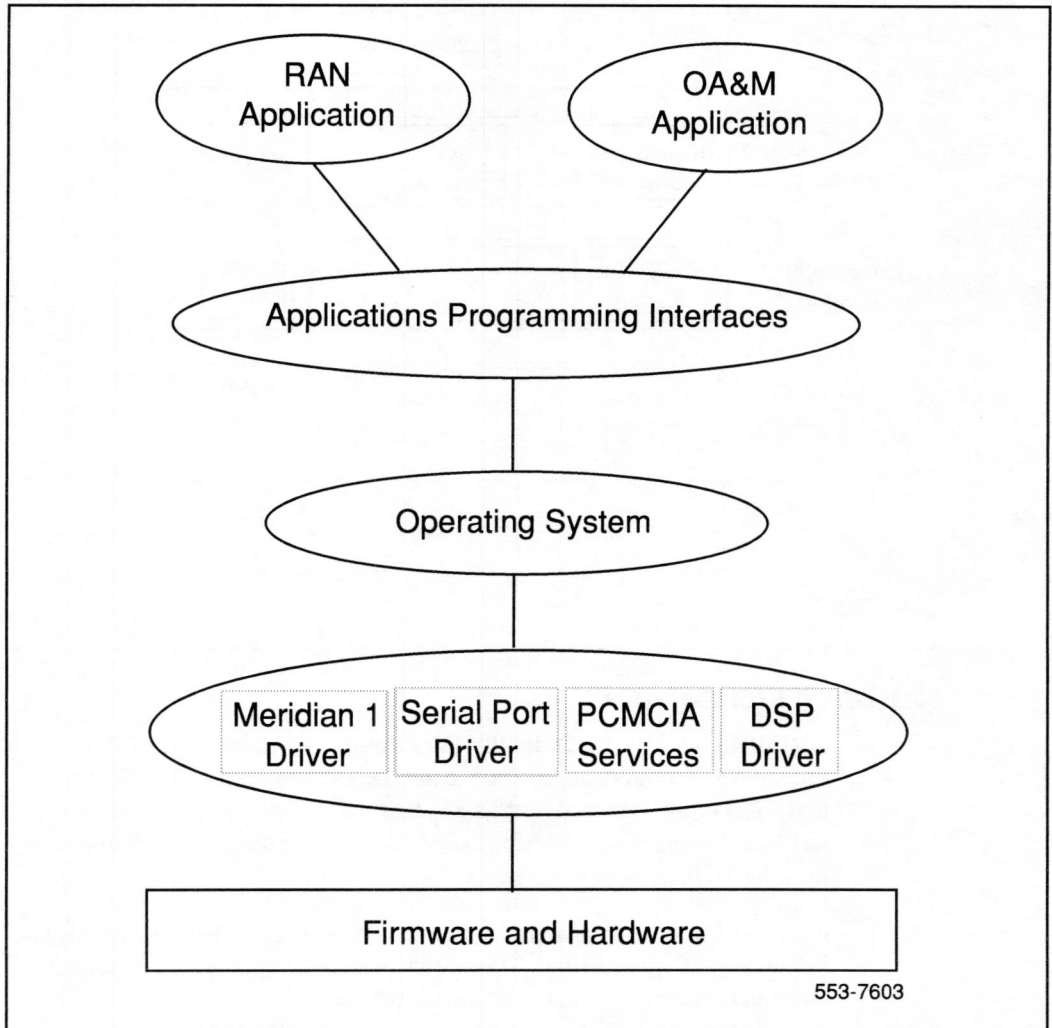 RAN
Application
OA&M
Application
Applications Programming Interfaces
Operating System
Meridian 1
Driver
Serial Port
Driver
PCMCIA
Services
DSP
Driver
Firmware and Hardware
553-7603